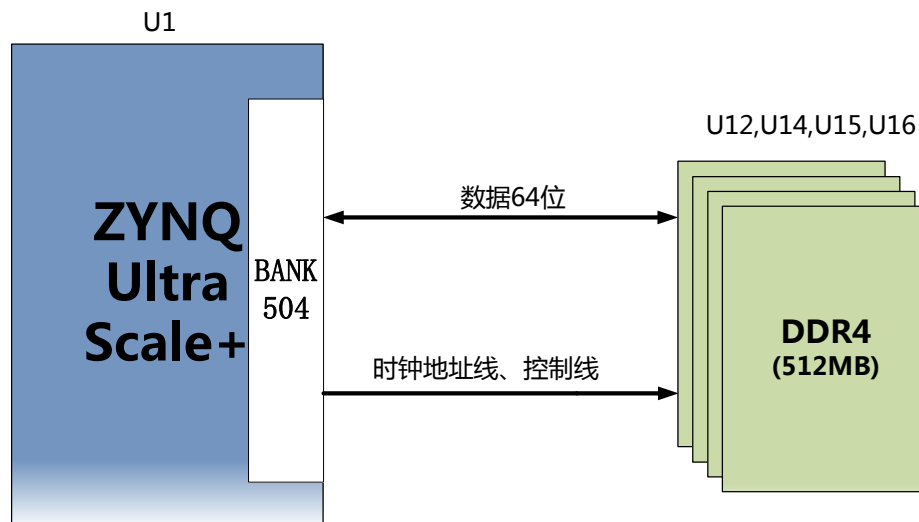 U1
U12,U14,U15,U16
数据64位
ZYNQ
Ultra
Scale+
BANK
504
时钟地址线、控制线
DDR4
(512MB)